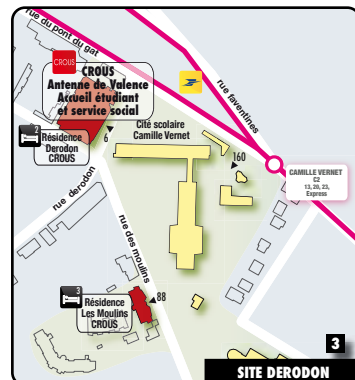 rue du pont du gat
CROUS
CROUS
Antenne de Valence
Accueil étudiant
et service social
rue faventines
2
Résidence
Derodon
CROUS
6
Cité scolaire
Camille Vernet
160
CAMILLE VERNET
C2
13, 20, 23,
Express
rue derodon
rue des moulins
3
Résidence
Les Moulins
CROUS
88
3
SITE DERODON